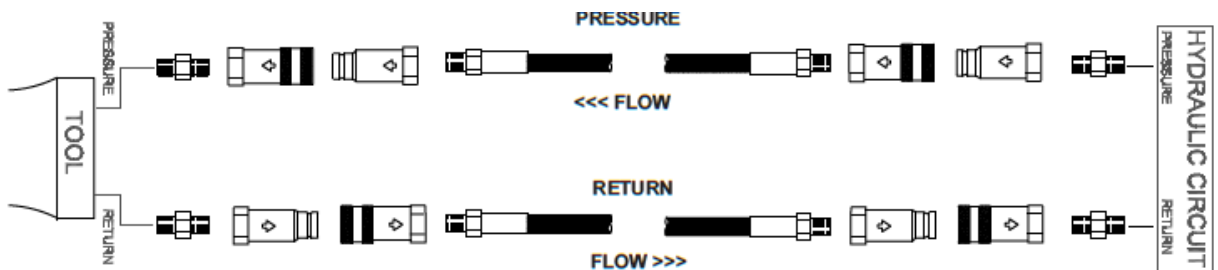 PRESSURE
PRESSURE
TOOL
<<< FLOW
HYDRAULIC CIRCUIT
PRESSURE
RETURN
RETURN
RETURN
FLOW >>>